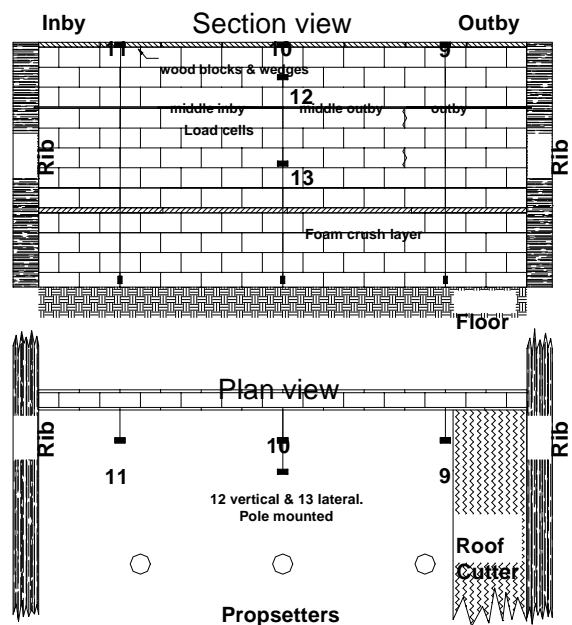 Inby Section view Outby
11 10 9
wood blocks & wedges
12
middle inby middle outby outby
Load cells
Rib Rib
13
Foam crush layer
Floor
Plan view
Rib Rib
11 10 9
12 vertical & 13 lateral.
Pole mounted
Roof
Cutter
Propsetters